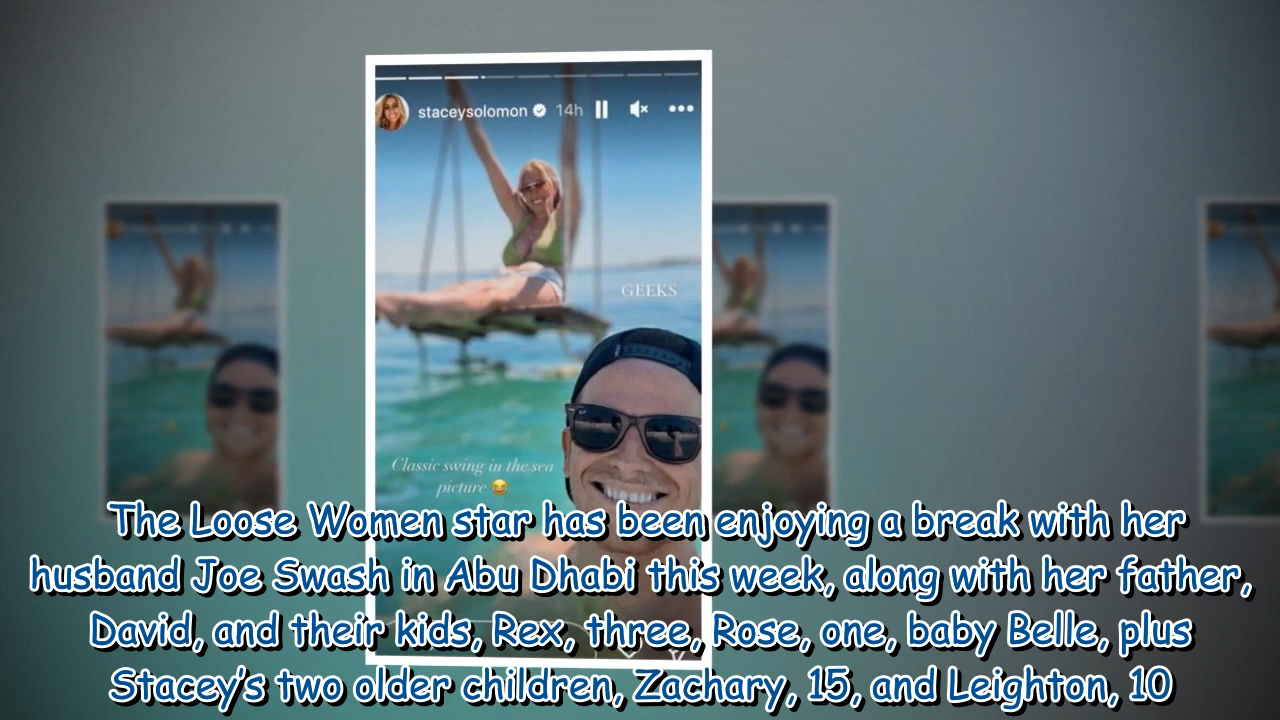 staceysolomon 14h
GEEKS
Classic swing in the sea
picture 😂
The Loose Women star has been enjoying a break with her
husband Joe Swash in Abu Dhabi this week, along with her father,
David, and their kids, Rex, three, Rose, one, baby Belle, plus
Stacey's two older children, Zachary, 15, and Leighton, 10